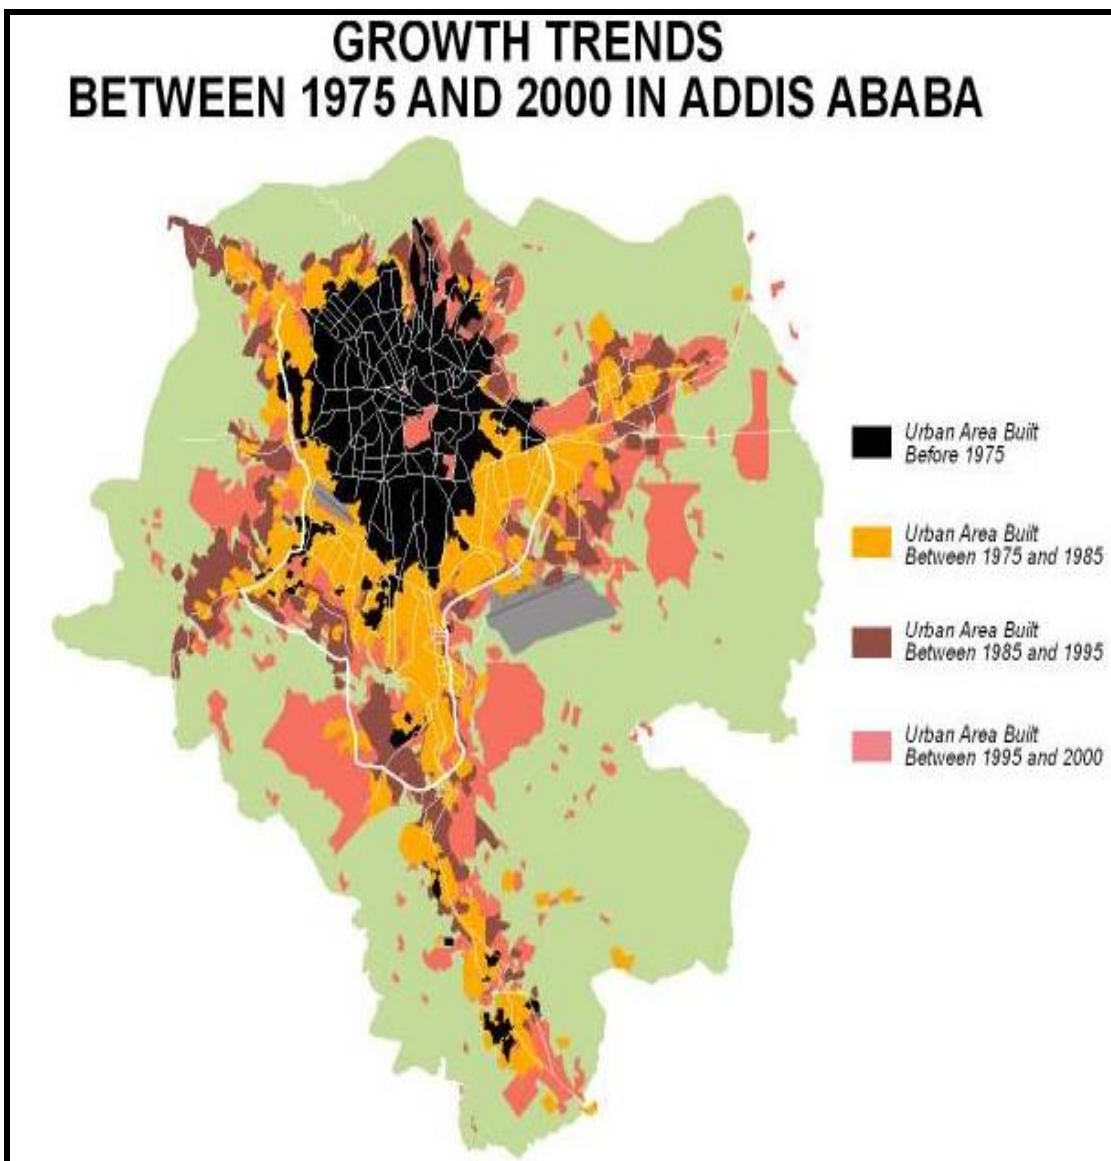 GROWTH TRENDS
BETWEEN 1975 AND 2000 IN ADDIS ABABA
Urban Area Built
Before 1975
Urban Area Built
Between 1975 and 1985
Urban Area Built
Between 1985 and 1995
Urban Area Built
Between 1995 and 2000